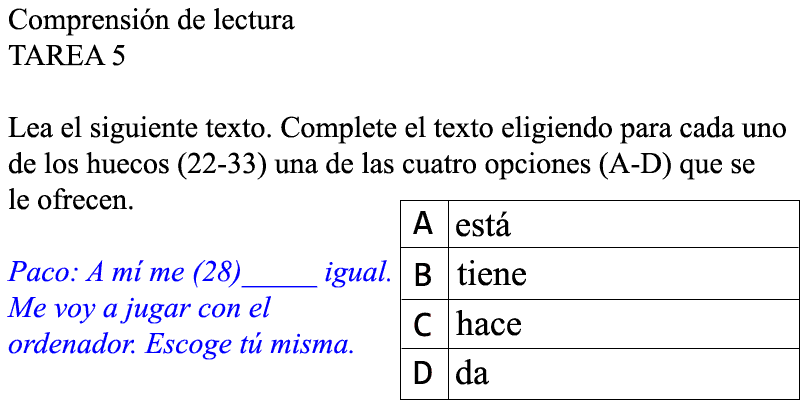 Comprensión de lectura
TAREA 5
Lea el siguiente texto. Complete el texto eligiendo para cada uno
de los huecos (22-33) una de las cuatro opciones (A-D) que se
le ofrecen.
Paco: A mí me (28)_____ igual.
Me voy a jugar con el
ordenador. Escoge tú misma.
A está
B tiene
C hace
D da